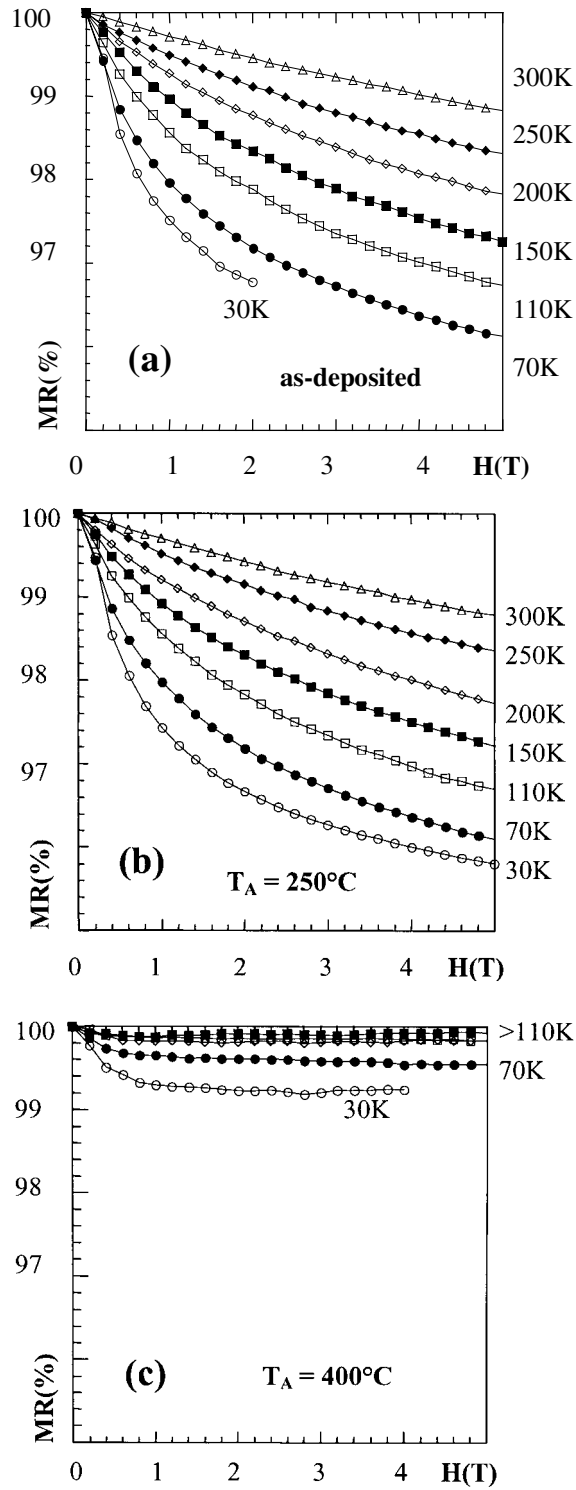 100
99
98
97
MR(%)
300K
250K
200K
150K
110K
70K
30K
(a)
as-deposited
0 1 2 3 4 H(T)
100
99
98
97
MR(%)
300K
250K
200K
150K
110K
70K
30K
(b)
T_A = 250°C
0 1 2 3 4 H(T)
100
99
98
97
MR(%)
>110K
70K
30K
(c)
T_A = 400°C
0 1 2 3 4 H(T)